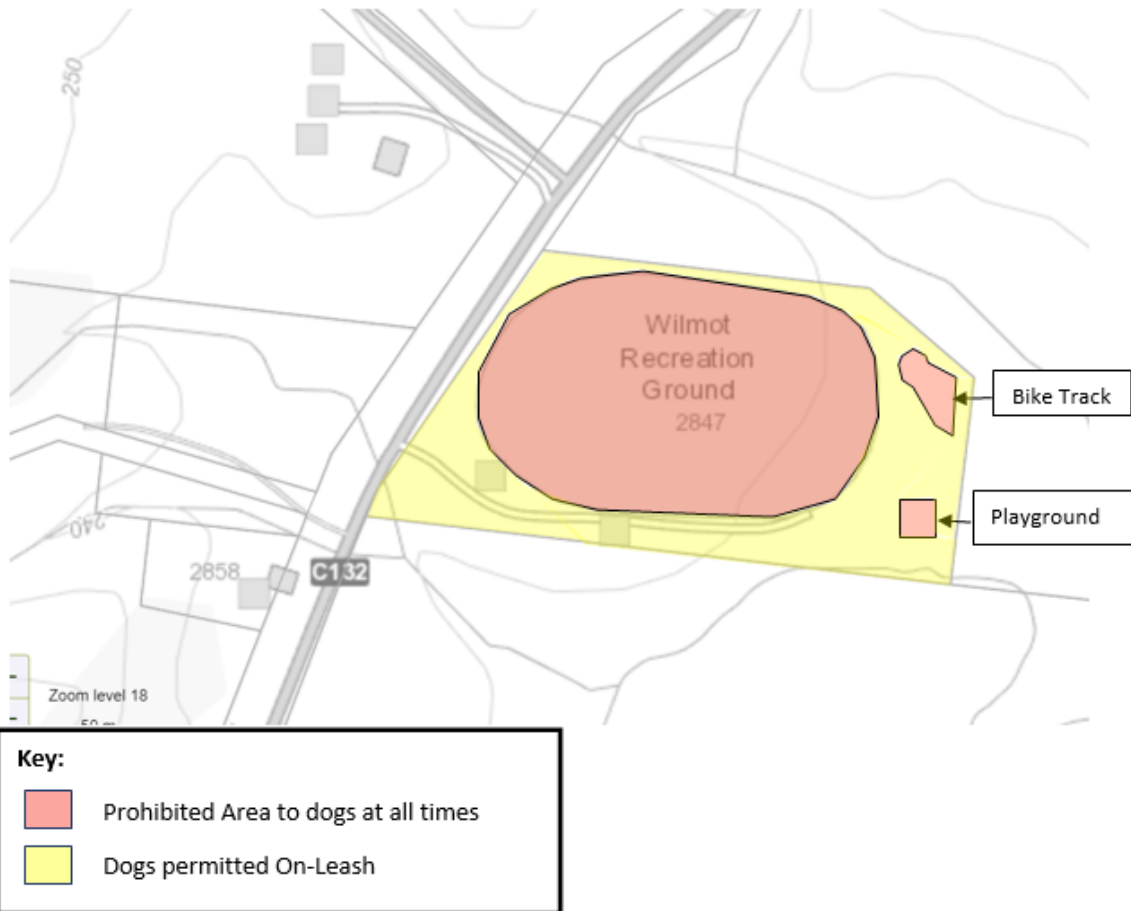 250
Wilmot
Recreation
Ground
2847
Bike Track
Playground
240
2858
C132
Zoom level 18
50 m
Key:
Prohibited Area to dogs at all times
Dogs permitted On-Leash